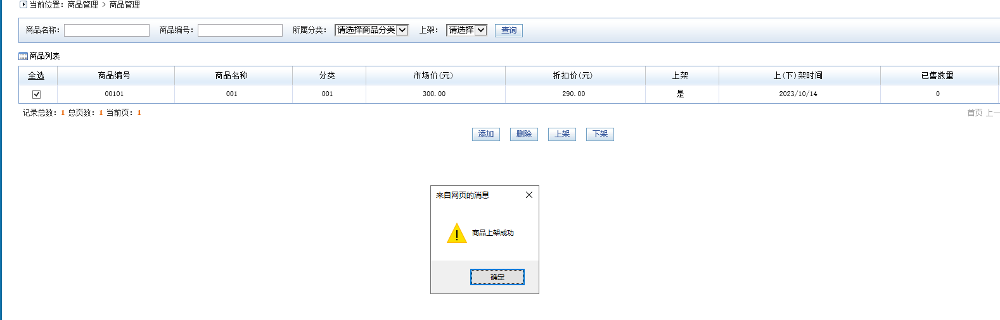 当前位置：商品管理 > 商品管理
商品名称： 商品编号： 所属分类： 请选择商品分类 上架： 请选择 查询
商品列表
全选 商品编号 商品名称 分类 市场价(元) 折扣价(元) 上架 上(下)架时间 已售数量
00101 001 001 300.00 290.00 是 2023/10/14 0
记录总数：1 总页数：1 当前页：1 首页 上一
添加 删除 上架 下架
来自网页的消息
商品上架成功
确定